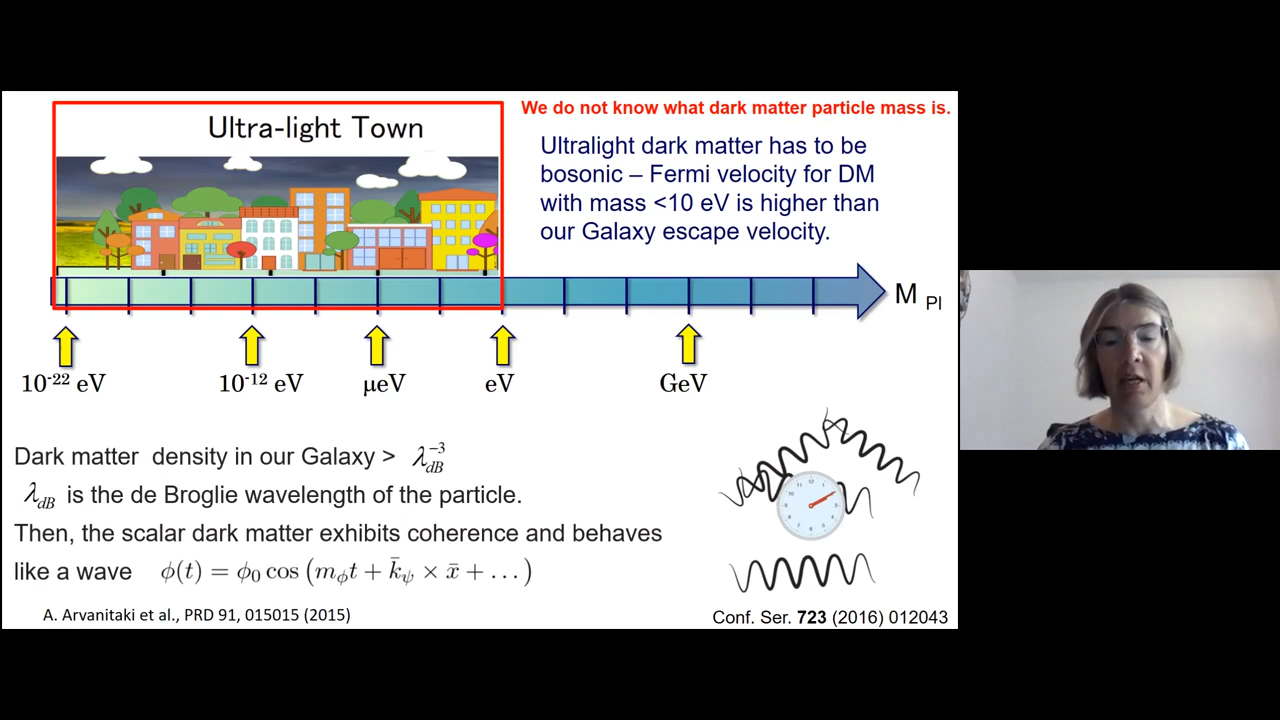 We do not know what dark matter particle mass is.
Ultra-light Town
Ultralight dark matter has to be
bosonic – Fermi velocity for DM
with mass <10 eV is higher than
our Galaxy escape velocity.
M Pl
10⁻²² eV
10⁻¹² eV
μeV
eV
GeV
Dark matter density in our Galaxy > λ_dB⁻³
λ_dB is the de Broglie wavelength of the particle.
Then, the scalar dark matter exhibits coherence and behaves
like a wave ϕ(t) = ϕ₀ cos (m_ϕ t + k̄_ψ × x̄ + . . . )
A. Arvanitaki et al., PRD 91, 015015 (2015)
Conf. Ser. 723 (2016) 012043